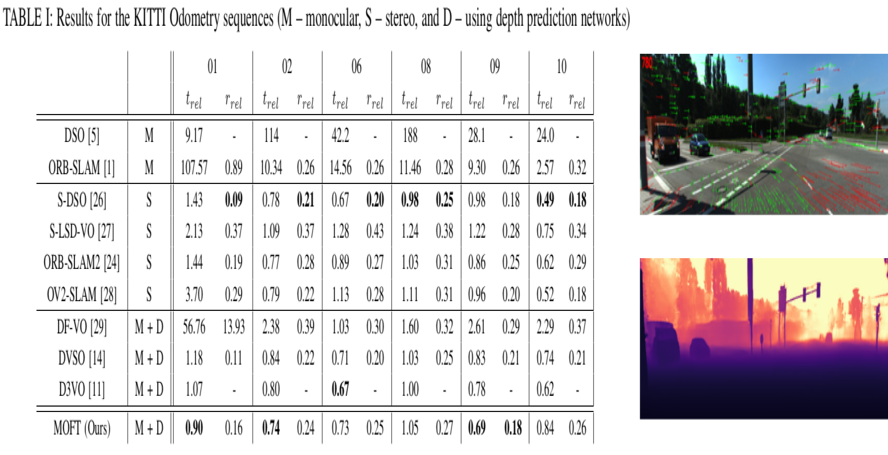 TABLE I: Results for the KITTI Odometry sequences (M – monocular, S – stereo, and D – using depth prediction networks)
01 02 06 08 09 10
t_rel r_rel t_rel r_rel t_rel r_rel t_rel r_rel t_rel r_rel t_rel r_rel
DSO [5] M 9.17 - 114 - 42.2 - 188 - 28.1 - 24.0 -
ORB-SLAM [1] M 107.57 0.89 10.34 0.26 14.56 0.26 11.46 0.28 9.30 0.26 2.57 0.32
S-DSO [26] S 1.43 0.09 0.78 0.21 0.67 0.20 0.98 0.25 0.98 0.18 0.49 0.18
S-LSD-VO [27] S 2.13 0.37 1.09 0.37 1.28 0.43 1.24 0.38 1.22 0.28 0.75 0.34
ORB-SLAM2 [24] S 1.44 0.19 0.77 0.28 0.89 0.27 1.03 0.31 0.86 0.25 0.62 0.29
OV2-SLAM [28] S 3.70 0.29 0.79 0.22 1.13 0.28 1.11 0.31 0.96 0.20 0.52 0.18
DF-VO [29] M + D 56.76 13.93 2.38 0.39 1.03 0.30 1.60 0.32 2.61 0.29 2.29 0.37
DVSO [14] M + D 1.18 0.11 0.84 0.22 0.71 0.20 1.03 0.25 0.83 0.21 0.74 0.21
D3VO [11] M + D 1.07 - 0.80 - 0.67 - 1.00 - 0.78 - 0.62 -
MOFT (Ours) M + D 0.90 0.16 0.74 0.24 0.73 0.25 1.05 0.27 0.69 0.18 0.84 0.26